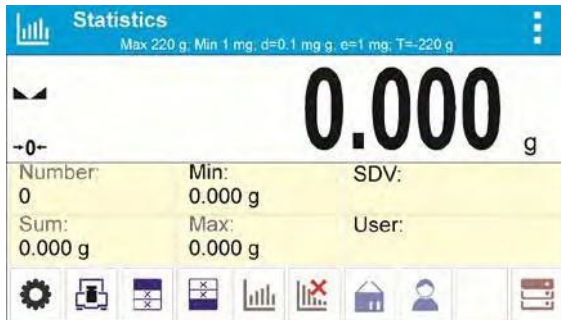 Statistics
Max 220 g; Min 1 mg; d=0.1 mg g, e=1 mg; T=-220 g
0.000 g
→0←
Number: Min: SDV:
0 0.000 g
Sum: Max: User:
0.000 g 0.000 g